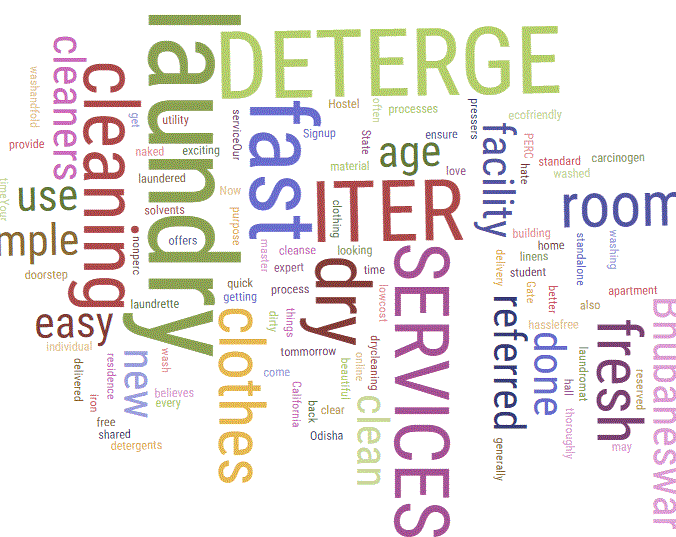 laundry
DETERGE
cleaners
cleaning
washandfold
get
utility
provide
naked
exciting
serviceOur
fast
Hostel
often
processes
Signup
State
pressers
ecofriendly
ensure
age
material
love
facility
PERC
hate
standard
carcinogen
washed
timeYour
use
laundered
solvents
Now
purpose
ITER
clothing
room
mple
nonperc
offers
master
cleanse
looking
building
home
standalone
washing
doorstep
expert
dry
time
SERVICES
delivery
linens
student
quick
getting
process
laundrette
lowcost
Gate
better
also
apartment
easy
clothes
dirty
things
tommorrow
drycleaning
referred
hasslefree
done
fresh
Bhubaneswar
individual
delivered
residence
new
wash
believes
every
come
beautiful
online
laundromat
hall
reserved
iron
free
shared
detergents
California
back
clear
Odisha
clean
generally
thoroughly
may